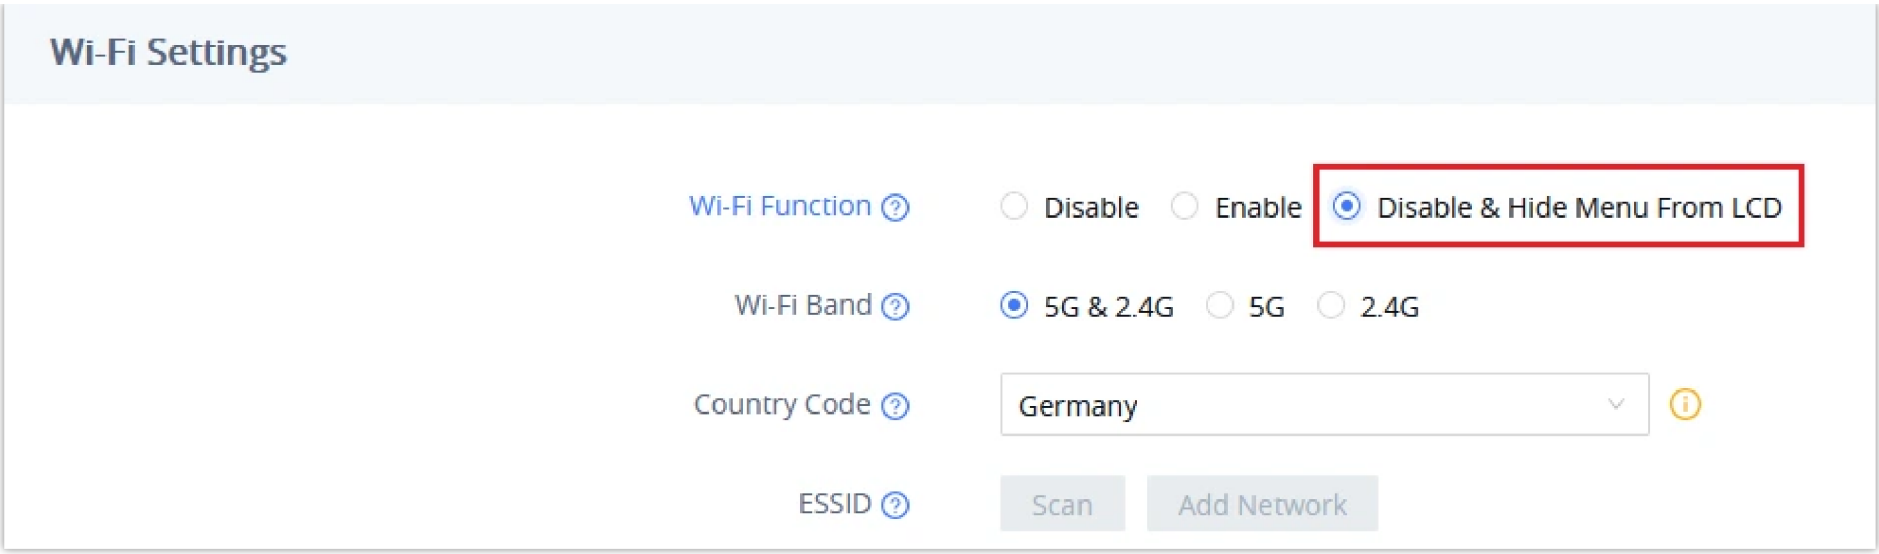 Wi-Fi Settings
Wi-Fi Function ? Disable Enable Disable & Hide Menu From LCD
Wi-Fi Band ? 5G & 2.4G 5G 2.4G
Country Code ? Germany i
ESSID ? Scan Add Network